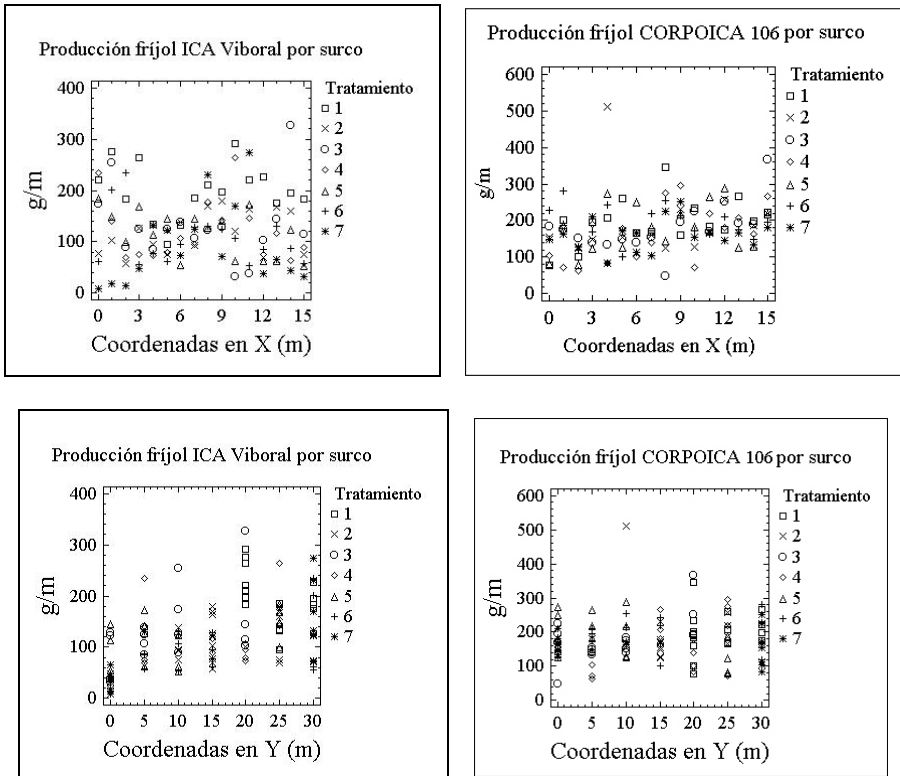 Producción fríjol ICA Viboral por surco
g/m
400
300
200
100
0
0 3 6 9 12 15
Coordenadas en X (m)
Tratamiento
1
2
3
4
5
6
7
Producción fríjol CORPOICA 106 por surco
g/m
600
500
400
300
200
100
0
0 3 6 9 12 15
Coordenadas en X (m)
Tratamiento
1
2
3
4
5
6
7
Producción fríjol ICA Viboral por surco
g/m
400
300
200
100
0
0 5 10 15 20 25 30
Coordenadas en Y (m)
Tratamiento
1
2
3
4
5
6
7
Producción fríjol CORPOICA 106 por surco
g/m
600
500
400
300
200
100
0
0 5 10 15 20 25 30
Coordenadas en Y (m)
Tratamiento
1
2
3
4
5
6
7